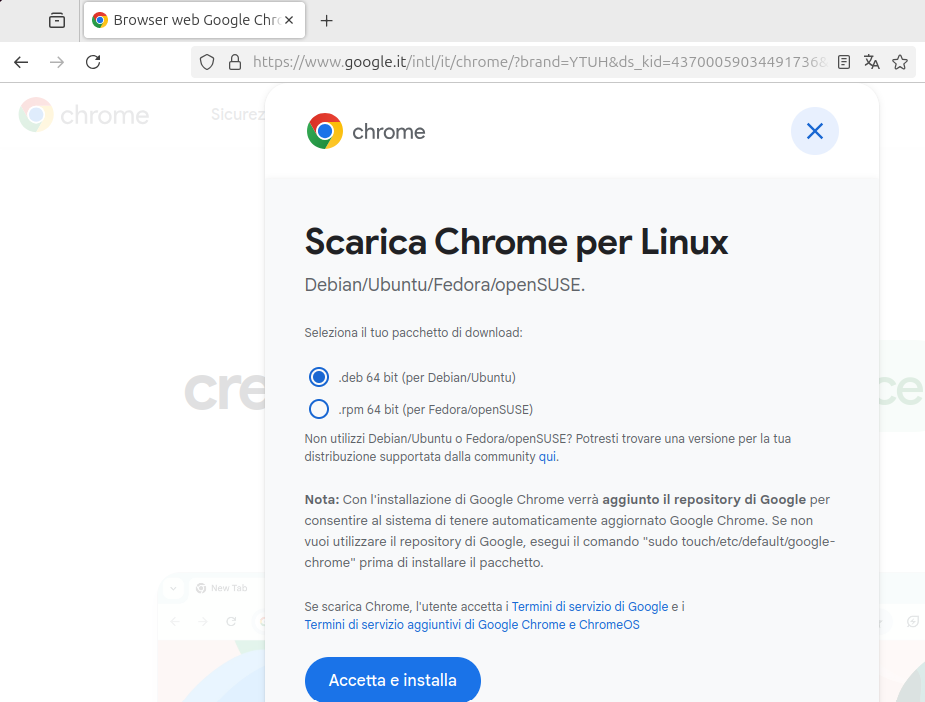 Browser web Google Chr
https://www.google.it/intl/it/chrome/?brand=YTUH&ds_kid=43700059034491736&
chrome
Sicurez
chrome
Scarica Chrome per Linux
Debian/Ubuntu/Fedora/openSUSE.
Seleziona il tuo pacchetto di download:
.deb 64 bit (per Debian/Ubuntu)
cre
ce
.rpm 64 bit (per Fedora/openSUSE)
Non utilizzi Debian/Ubuntu o Fedora/openSUSE? Potresti trovare una versione per la tua
distribuzione supportata dalla community qui.
Nota: Con l'installazione di Google Chrome verrà aggiunto il repository di Google per
consentire al sistema di tenere automaticamente aggiornato Google Chrome. Se non
vuoi utilizzare il repository di Google, esegui il comando "sudo touch/etc/default/google-
chrome" prima di installare il pacchetto.
New Tab
Se scarica Chrome, l'utente accetta i Termini di servizio di Google e i
Termini di servizio aggiuntivi di Google Chrome e ChromeOS
Accetta e installa